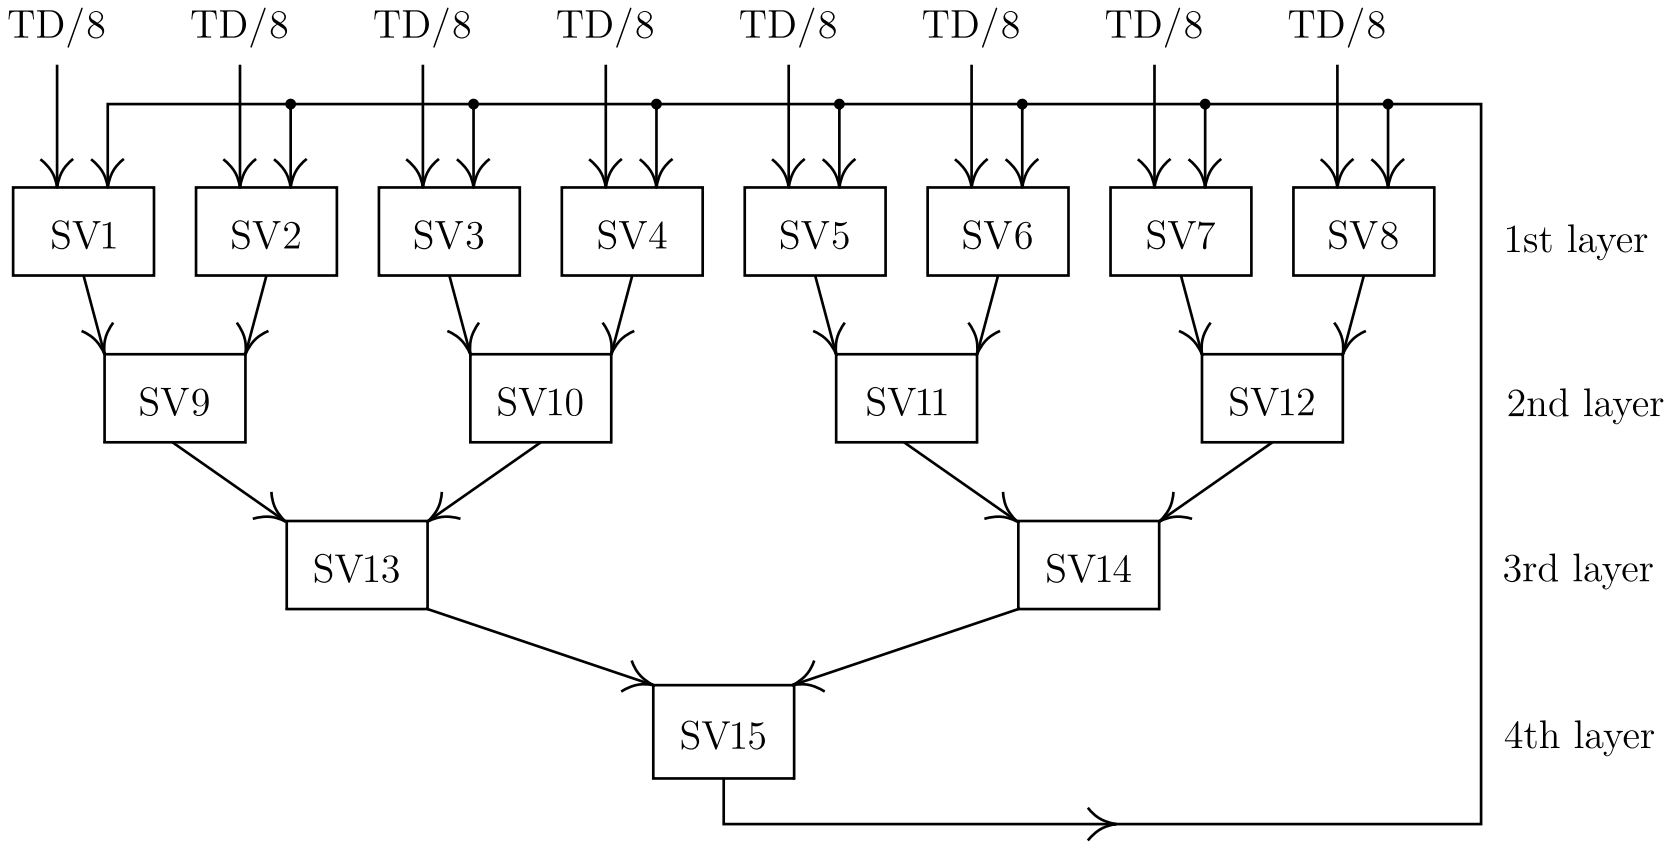 TD/8 TD/8 TD/8 TD/8 TD/8 TD/8 TD/8 TD/8
SV1 SV2 SV3 SV4 SV5 SV6 SV7 SV8 1st layer
SV9 SV10 SV11 SV12 2nd layer
SV13 SV14 3rd layer
SV15 4th layer